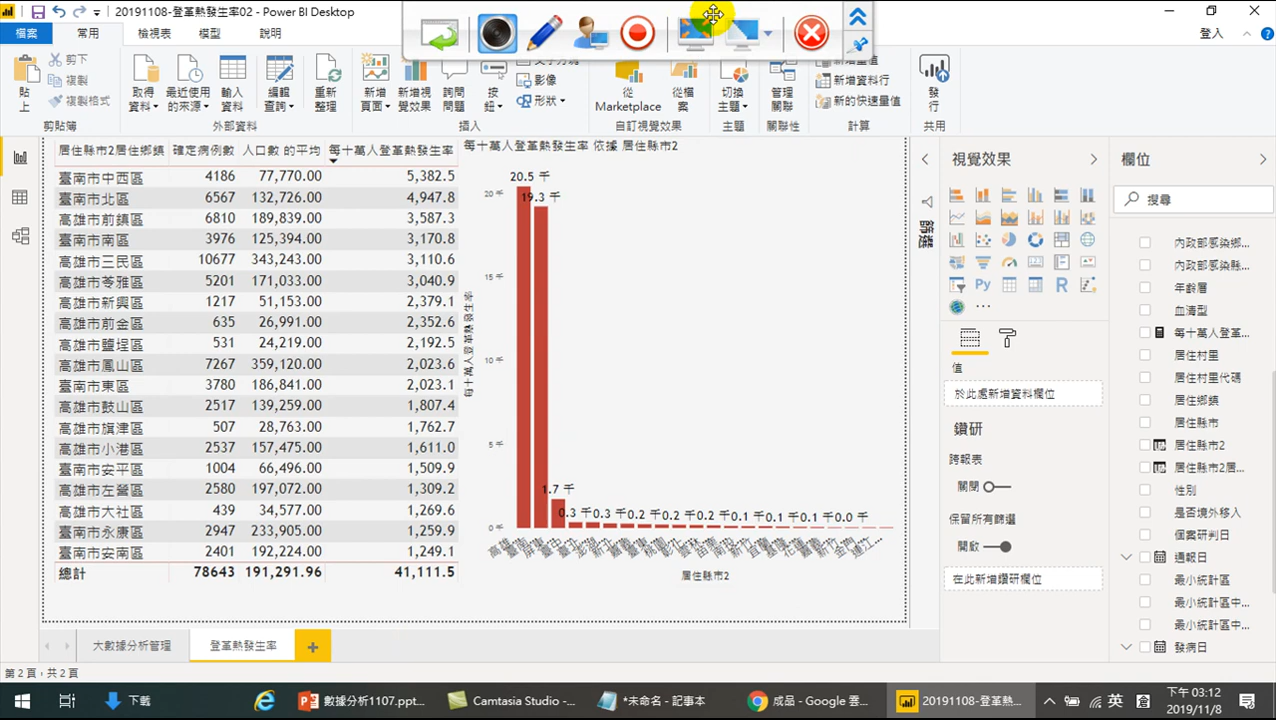 20191108-登革熱發生率02 - Power BI Desktop
檔案 常用 檢視表 模型 說明 登入
貼上 剪下 複製 複製格式
剪貼簿
取得資料 最近使用的來源 輸入資料 編輯查詢 重新整理
外部資料
新增頁面 新增視覺效果 詢問問題 按鈕 影像 形狀
插入
從 Marketplace 從檔案
自訂視覺效果
切換主題
主題
管理關聯
關聯性
新增資料行
新的快速量值
計算
發行
共用
居住縣市2居住鄉鎮 確定病例數 人口數 的平均 每十萬人登革熱發生率
臺南市中西區 4186 77,770.00 5,382.5
臺南市北區 6567 132,726.00 4,947.8
高雄市前鎮區 6810 189,839.00 3,587.3
臺南市南區 3976 125,394.00 3,170.8
高雄市三民區 10677 343,243.00 3,110.6
高雄市苓雅區 5201 171,033.00 3,040.9
高雄市新興區 1217 51,153.00 2,379.1
高雄市前金區 635 26,991.00 2,352.6
高雄市鹽埕區 531 24,219.00 2,192.5
高雄市鳳山區 7267 359,120.00 2,023.6
臺南市東區 3780 186,841.00 2,023.1
高雄市鼓山區 2517 139,259.00 1,807.4
高雄市旗津區 507 28,763.00 1,762.7
高雄市小港區 2537 157,475.00 1,611.0
臺南市安平區 1004 66,496.00 1,509.9
高雄市左營區 2580 197,072.00 1,309.2
高雄市大社區 439 34,577.00 1,269.6
臺南市永康區 2947 233,905.00 1,259.9
臺南市安南區 2401 192,224.00 1,249.1
總計 78643 191,291.96 41,111.5
每十萬人登革熱發生率 依據 居住縣市2
每十萬人登革熱發生率
20 千
15 千
10 千
5 千
0 千
20.5 千
19.3 千
1.7 千
0.3 千 0.3 千 0.2 千 0.2 千 0.2 千 0.1 千 0.1 千 0.1 千 0.0 千
居住縣市2
篩選
視覺效果
Py
R
值
於此處新增資料欄位
鑽研
跨報表
關閉
保留所有篩選
開啟
在此新增鑽研欄位
欄位
搜尋
內政部感染鄉...
內政部感染縣...
年齡層
血清型
每十萬人登革...
居住村里
居住村里代碼
居住鄉鎮
居住縣市
居住縣市2
居住縣市2居...
性別
是否境外移入
個案研判日
通報日
最小統計區
最小統計區中...
最小統計區中...
發病日
大數據分析管理 登革熱發生率
第 2 頁，共 2 頁
下載
數據分析1107.ppt...
Camtasia Studio -...
*未命名 - 記事本
成品 - Google 雲...
20191108-登革熱...
英
下午 03:12
2019/11/8